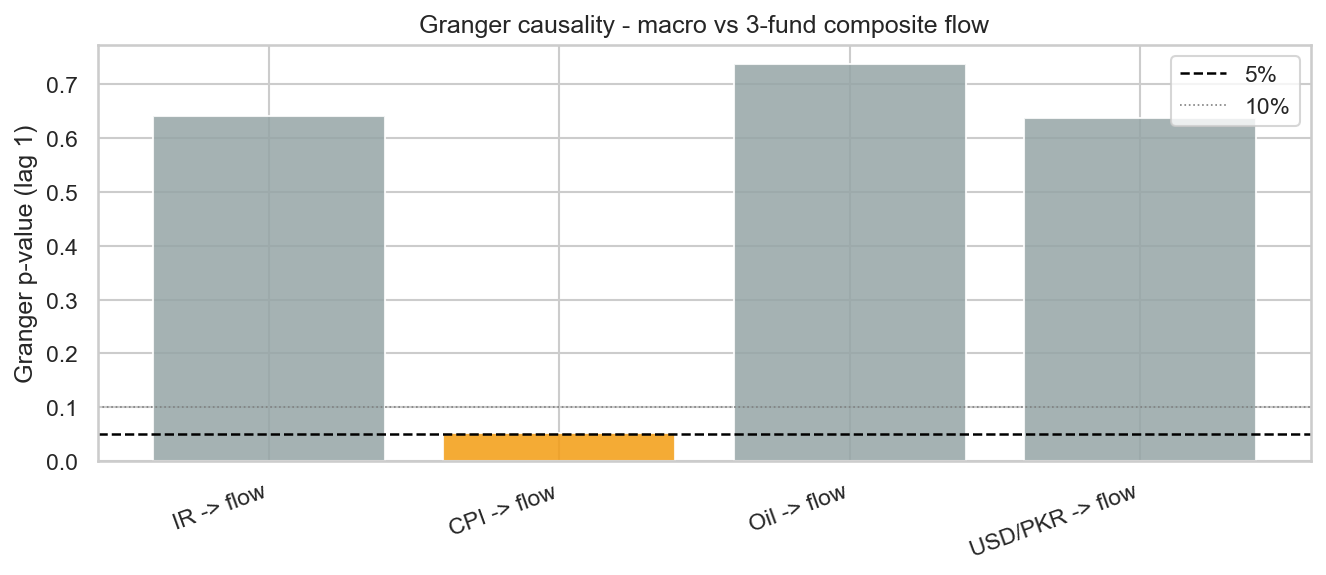 Granger causality - macro vs 3-fund composite flow
Granger p-value (lag 1)
0.7
0.6
0.5
0.4
0.3
0.2
0.1
0.0
5%
10%
IR -> flow
CPI -> flow
Oil -> flow
USD/PKR -> flow